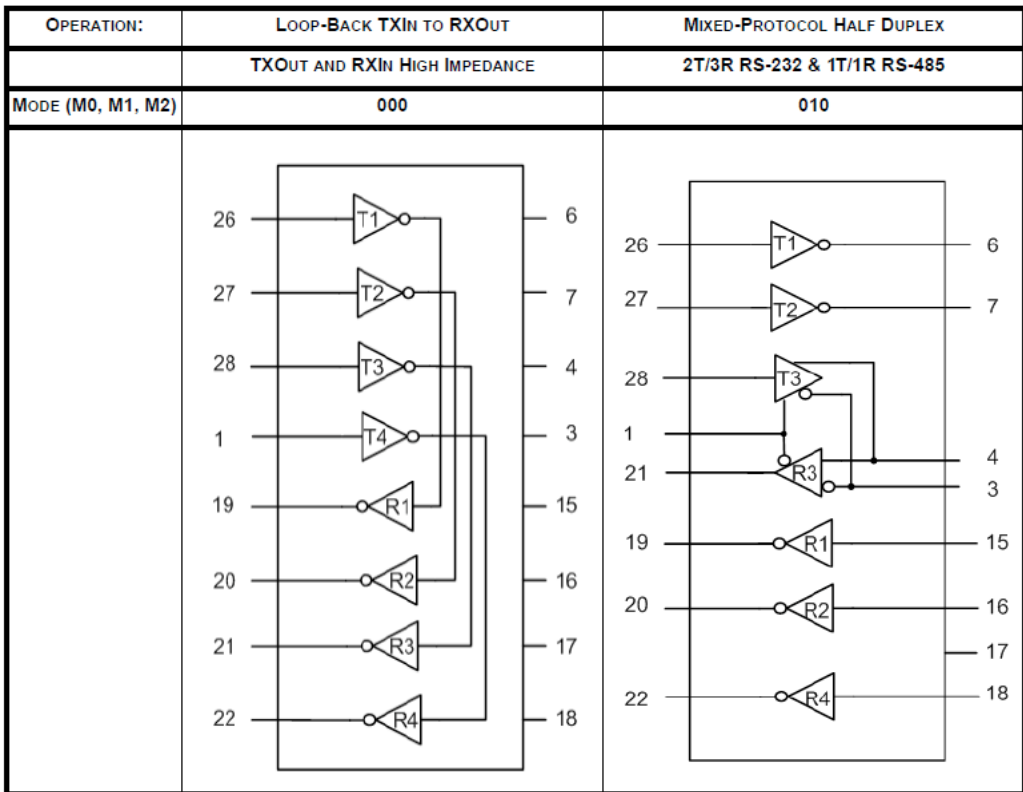 OPERATION: LOOP-BACK TXIN TO RXOUT MIXED-PROTOCOL HALF DUPLEX
TXOUT AND RXIN HIGH IMPEDANCE 2T/3R RS-232 & 1T/1R RS-485
MODE (M0, M1, M2) 000 010
26 T1 6
27 T2 7
28 T3 4
1 T4 3
19 R1 15
20 R2 16
21 R3 17
22 R4 18
26 T1 6
27 T2 7
28 T3
1
21 R3 4
3
19 R1 15
20 R2 16
17
22 R4 18